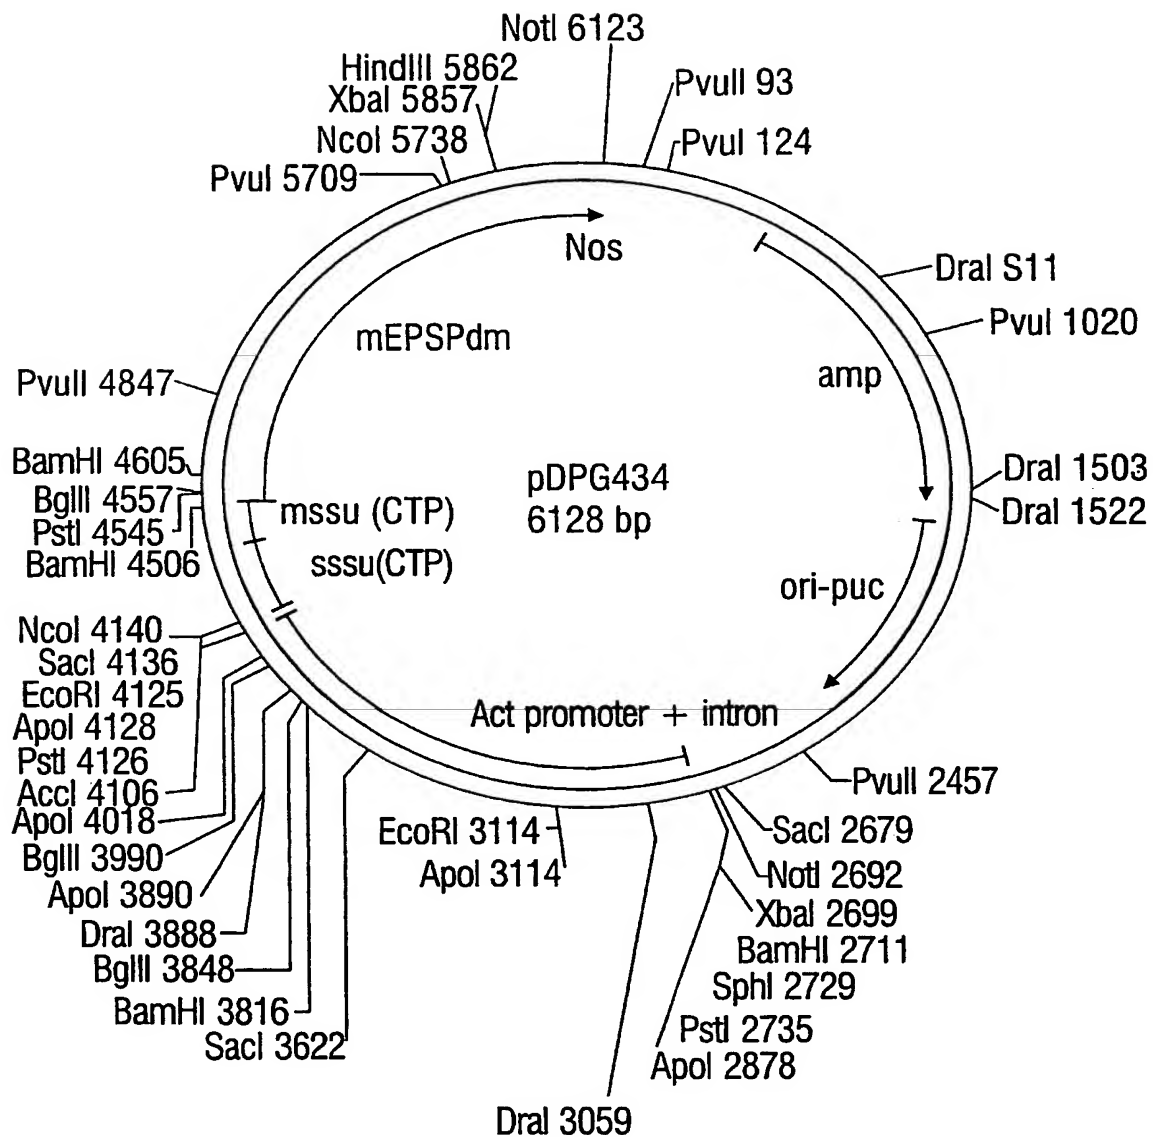 NotI 6123
HindIII 5862
XbaI 5857
NcoI 5738
PvuI 5709
PvuII 93
PvuI 124
Nos
DraI S11
PvuI 1020
mEPSPdm
amp
PvuII 4847
BamHI 4605
BglII 4557
PstI 4545
BamHI 4506
mssu (CTP)
sssu(CTP)
pDPG434
6128 bp
DraI 1503
DraI 1522
ori-puc
NcoI 4140
SacI 4136
EcoRI 4125
ApoI 4128
PstI 4126
AccI 4106
ApoI 4018
BglII 3990
ApoI 3890
DraI 3888
BglII 3848
BamHI 3816
SacI 3622
Act promoter + intron
EcoRI 3114
ApoI 3114
PvuII 2457
SacI 2679
NotI 2692
XbaI 2699
BamHI 2711
SphI 2729
PstI 2735
ApoI 2878
DraI 3059